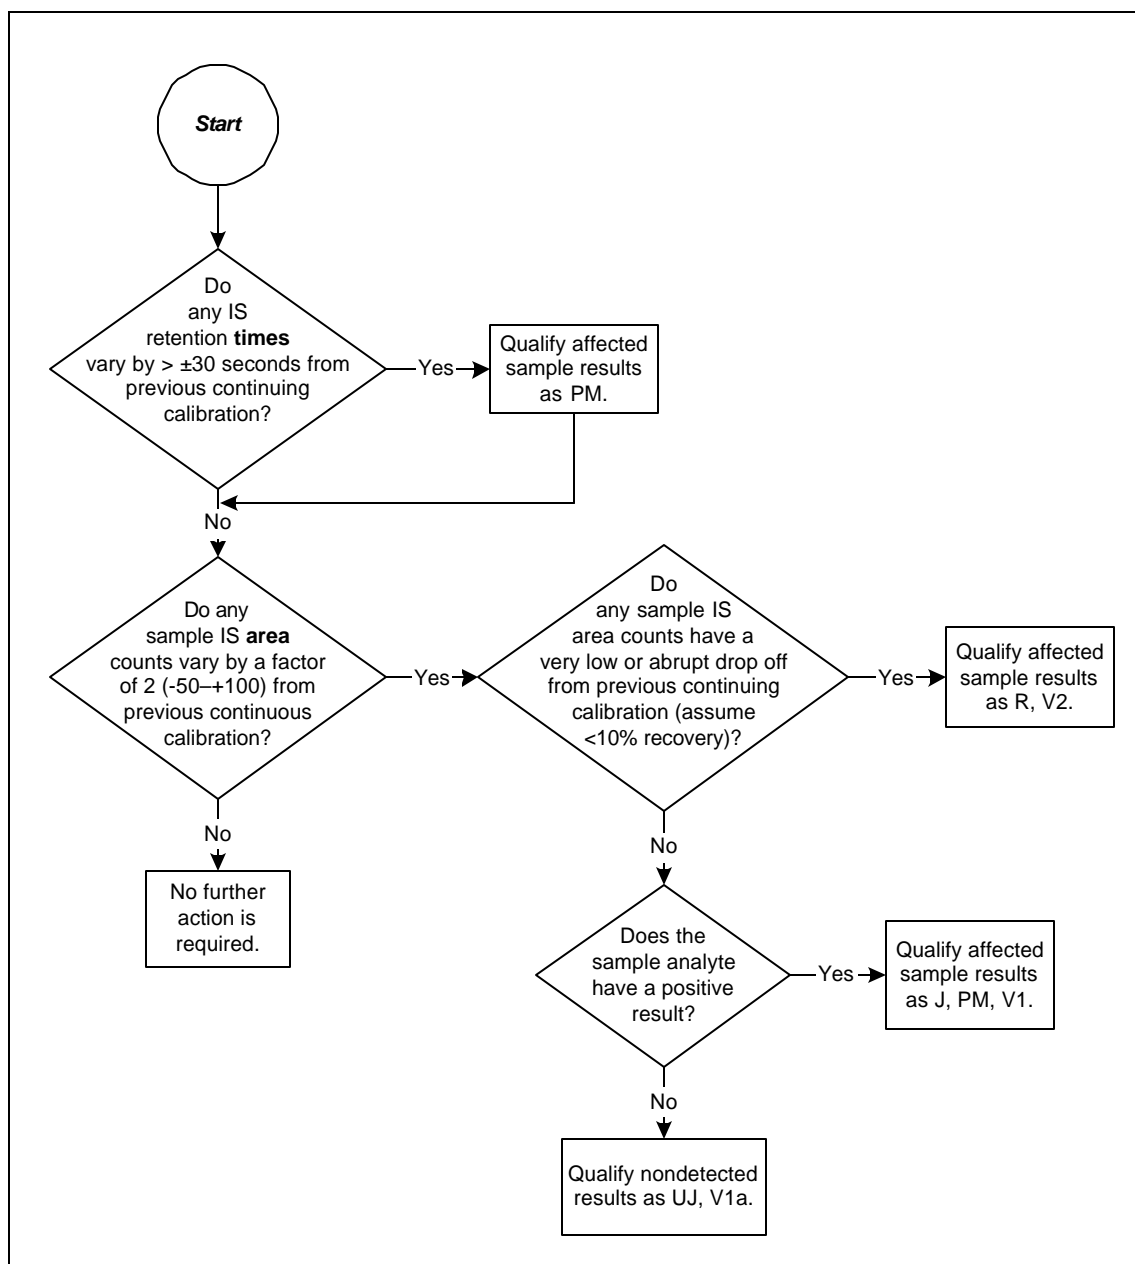 Start
Do
any IS
retention times
vary by > ±30 seconds from
previous continuing
calibration?
Yes
Qualify affected
sample results
as PM.
No
Do any
sample IS area
counts vary by a factor
of 2 (-50–+100) from
previous continuous
calibration?
Yes
Do
any sample IS
area counts have a
very low or abrupt drop off
from previous continuing
calibration (assume
<10% recovery)?
Yes
Qualify affected
sample results
as R, V2.
No
No further
action is
required.
No
Does the
sample analyte
have a positive
result?
Yes
Qualify affected
sample results
as J, PM, V1.
No
Qualify nondetected
results as UJ, V1a.